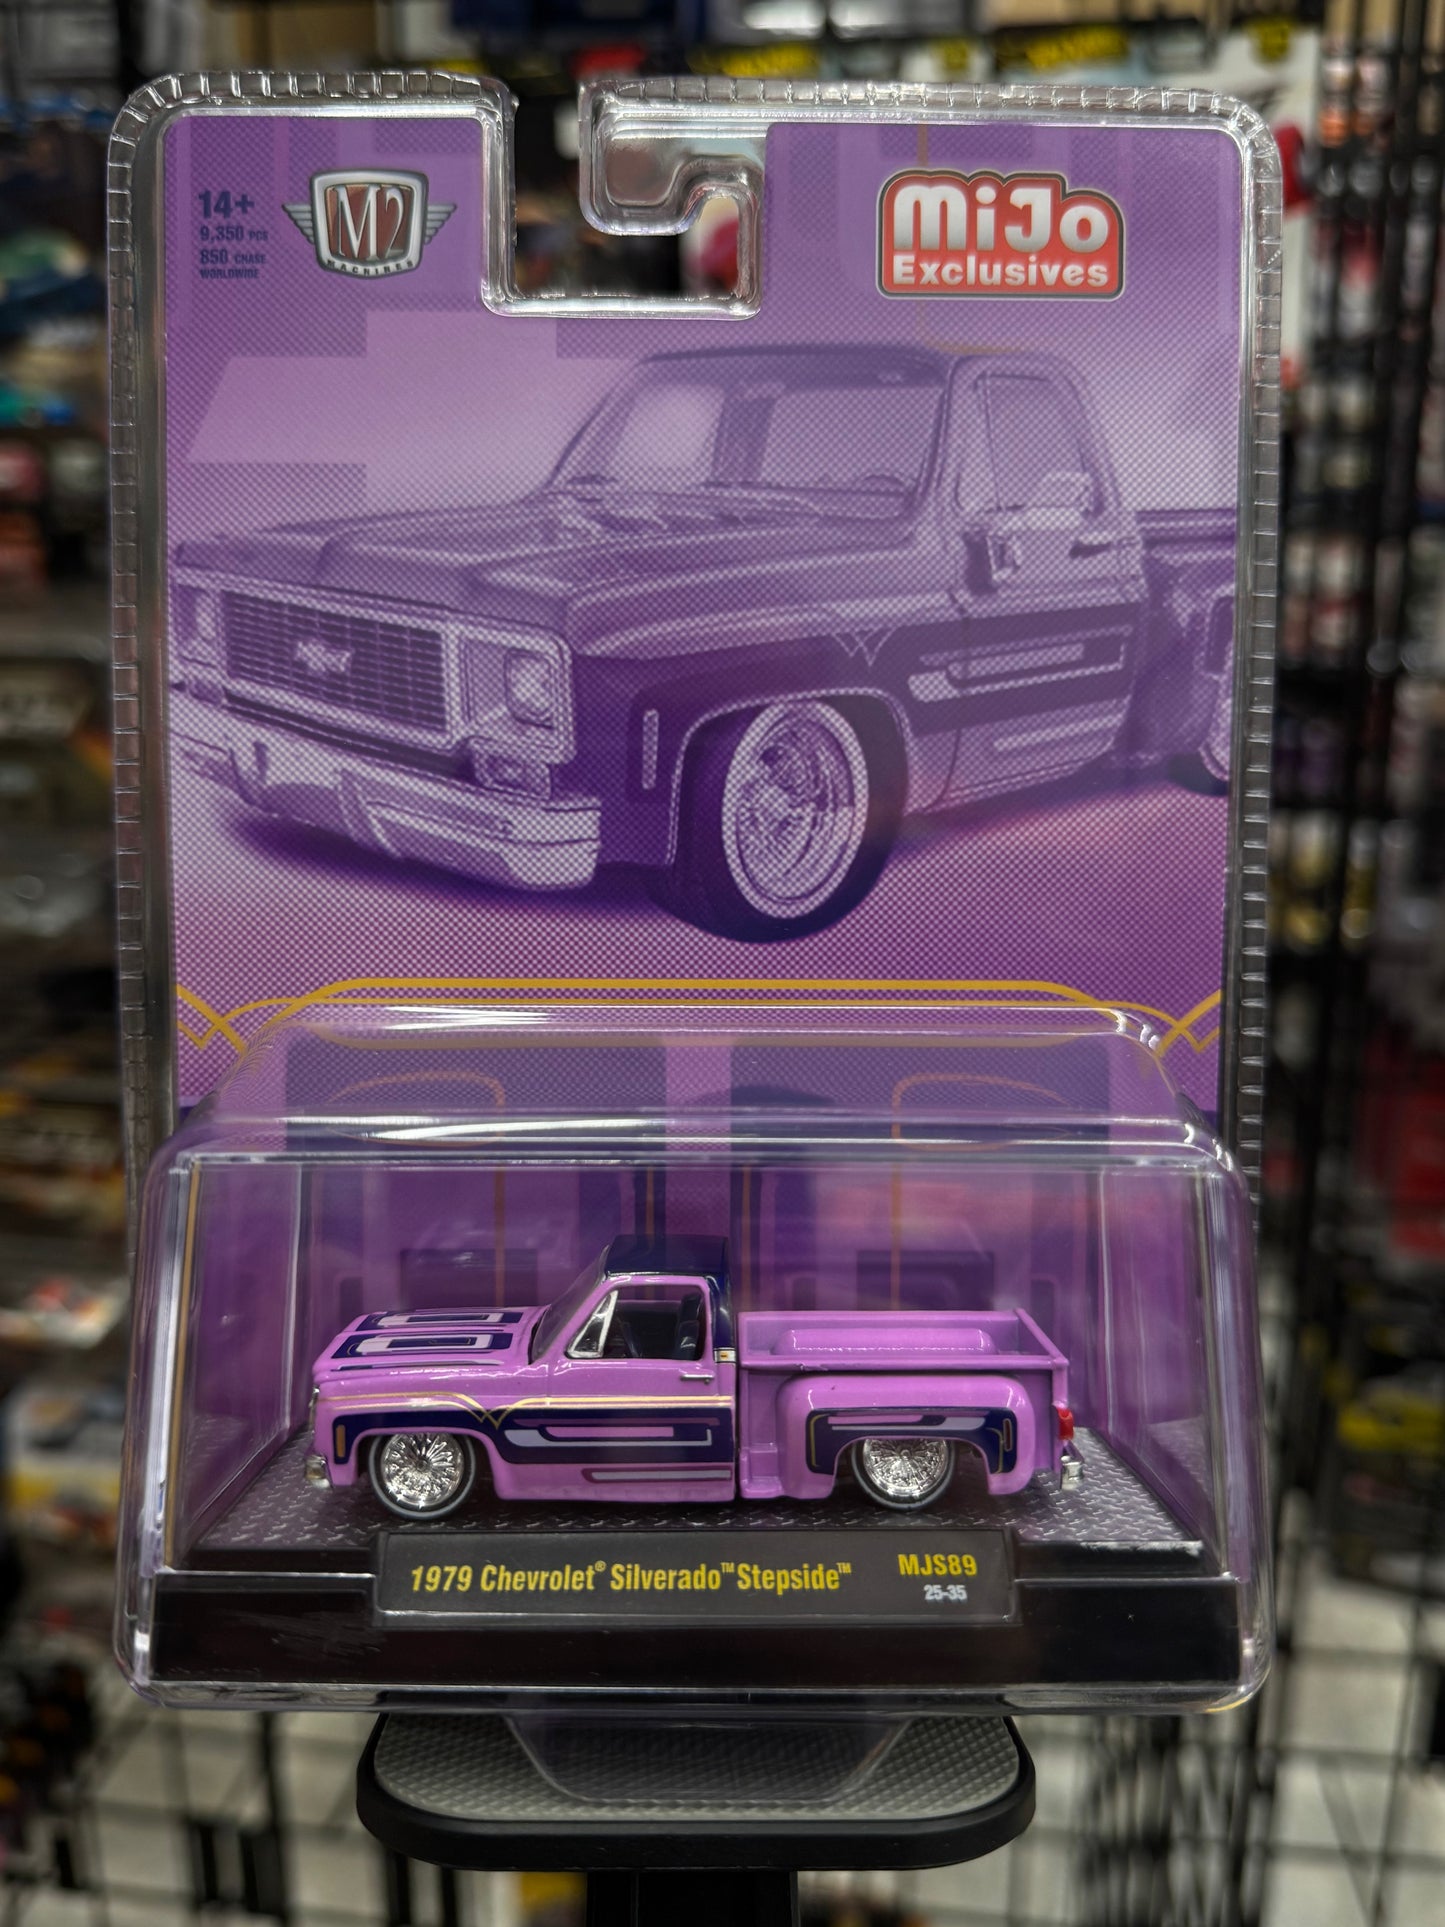 14+
9,350 PCS
850 CHASE
WORLDWIDE
M2
MACHINES
MiJo
Exclusives
1979 Chevrolet® Silverado™ Stepside™
MJS89
25-35